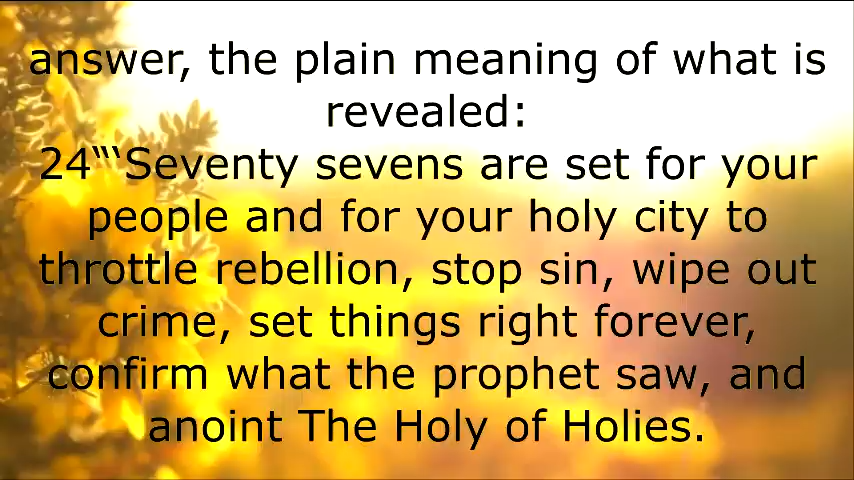 answer, the plain meaning of what is
revealed:
24“‘Seventy sevens are set for your
people and for your holy city to
throttle rebellion, stop sin, wipe out
crime, set things right forever,
confirm what the prophet saw, and
anoint The Holy of Holies.